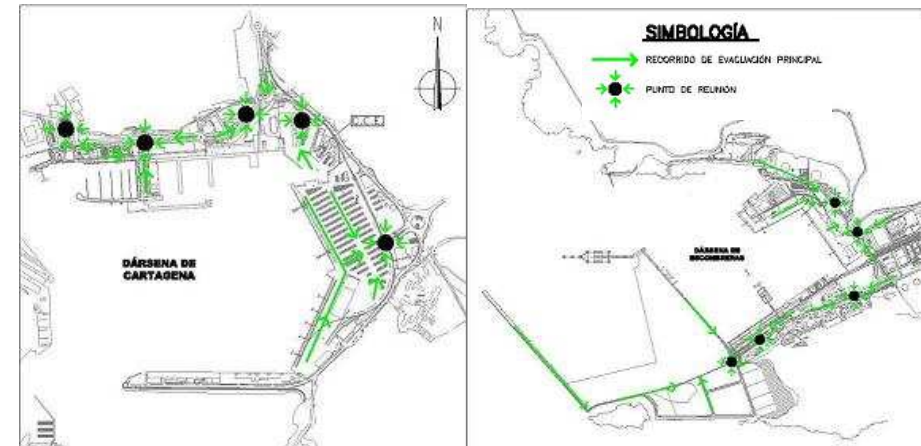 N
C.C.E.
DÁRSENA DE
CARTAGENA
SIMBOLOGÍA
RECORRIDO DE EVACUACIÓN PRINCIPAL
PUNTO DE REUNIÓN
DÁRSENA DE
ESCOMBRERAS